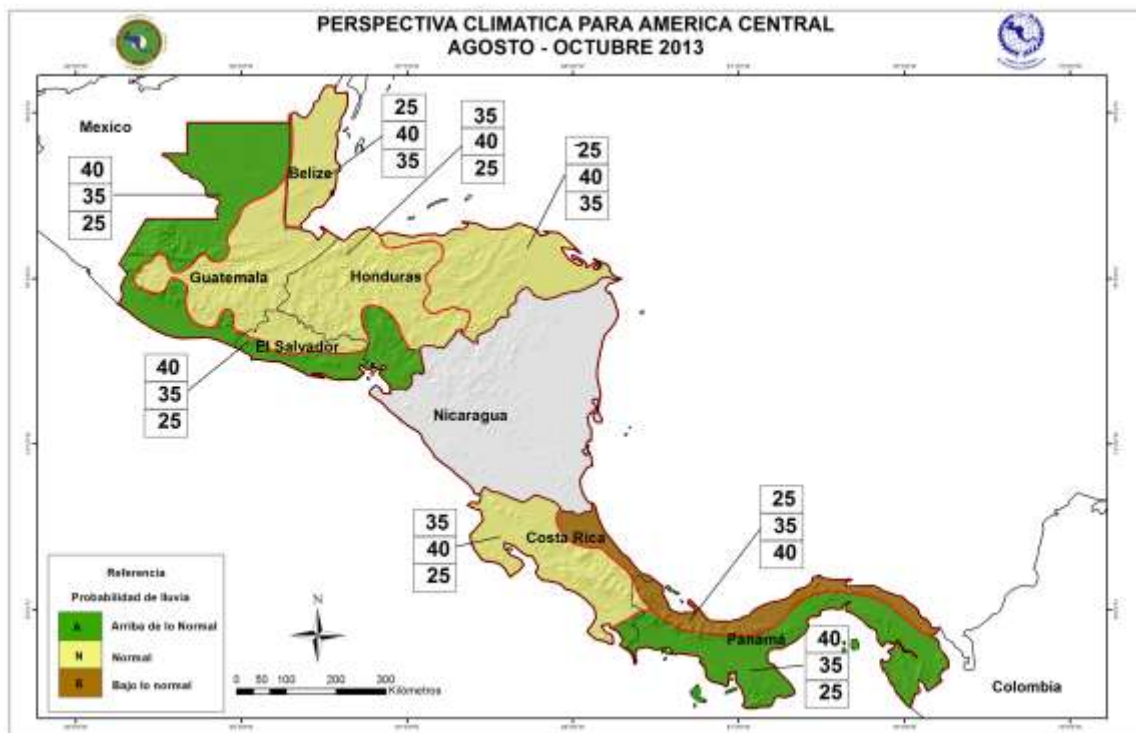 PERSPECTIVA CLIMATICA PARA AMERICA CENTRAL
AGOSTO - OCTUBRE 2013
Mexico
25
40
35
35
40
25
25
40
35
40
35
25
Belize
Guatemala
Honduras
El Salvador
40
35
25
Nicaragua
35
40
25
Costa Rica
25
35
40
Panamá
40
35
25
Colombia
Referencia
Probabilidad de lluvia
A Arriba de lo Normal
N Normal
B Bajo lo normal
N
0 50 100 200 300
Kilómetros